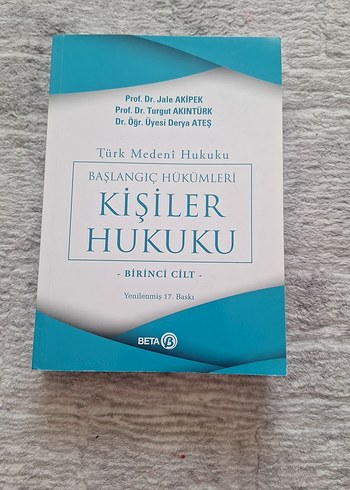 Prof. Dr. Jale AKİPEK
Prof. Dr. Turgut AKINTÜRK
Dr. Öğr. Üyesi Derya ATEŞ
Türk Medenî Hukuku
BAŞLANGIÇ HÜKÜMLERİ
KİŞİLER
HUKUKU
- BİRİNCİ CİLT -
Yenilenmiş 17. Baskı
BETA B